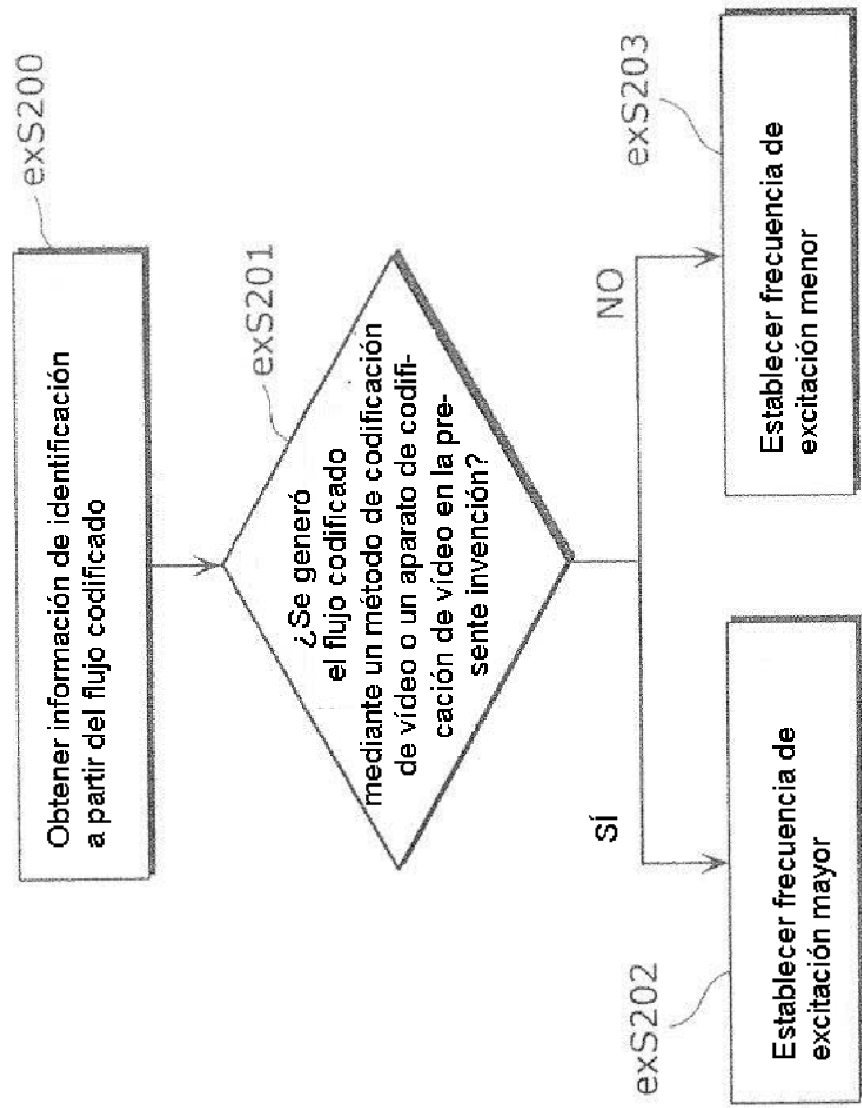 exS200
Obtener información de identificación
a partir del flujo codificado
exS201
¿Se generó
el flujo codificado
mediante un método de codificación
de vídeo o un aparato de codifi-
cación de vídeo en la pre-
sente invención?
SÍ
NO
exS202
Establecer frecuencia de
excitación mayor
exS203
Establecer frecuencia de
excitación menor